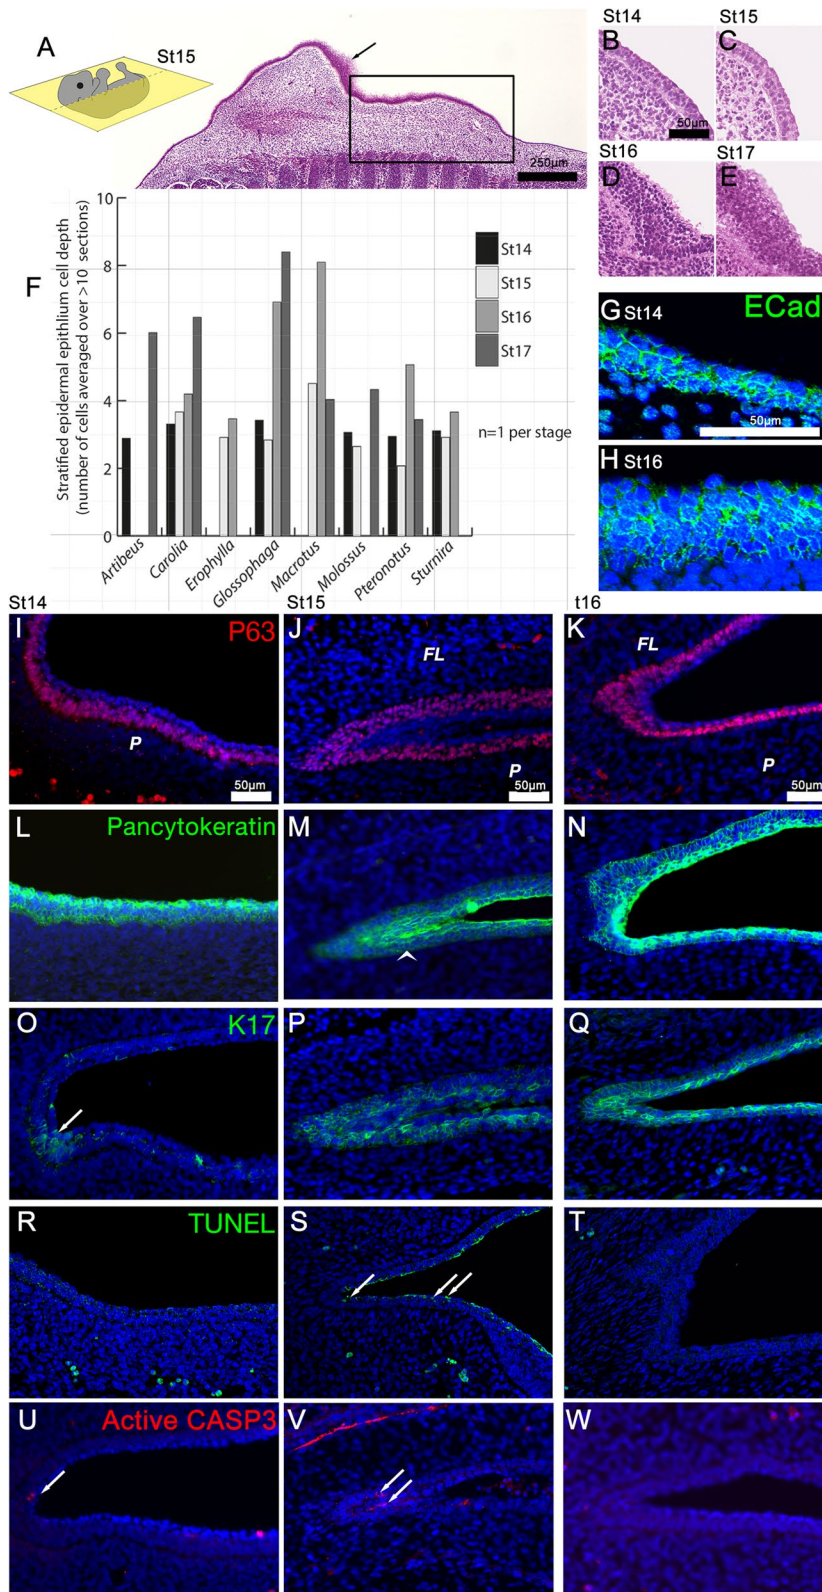 A
St15
250µm
St14
St15
B
C
50µm
St16
St17
D
E
F
Stratified epidermal epithlium cell depth
(number of cells averaged over >10 sections)
10
8
6
4
2
0
St14
St15
St16
St17
n=1 per stage
Artibeus
Carolia
Erophylla
Glossophaga
Macrotus
Molossus
Pteronotus
Sturnira
G St14
ECad
50µm
H St16
St14
St15
t16
I
P63
P
50µm
J
FL
P
50µm
K
FL
P
50µm
L
Pancytokeratin
M
N
O
K17
P
Q
R
TUNEL
S
T
U
Active CASP3
V
W